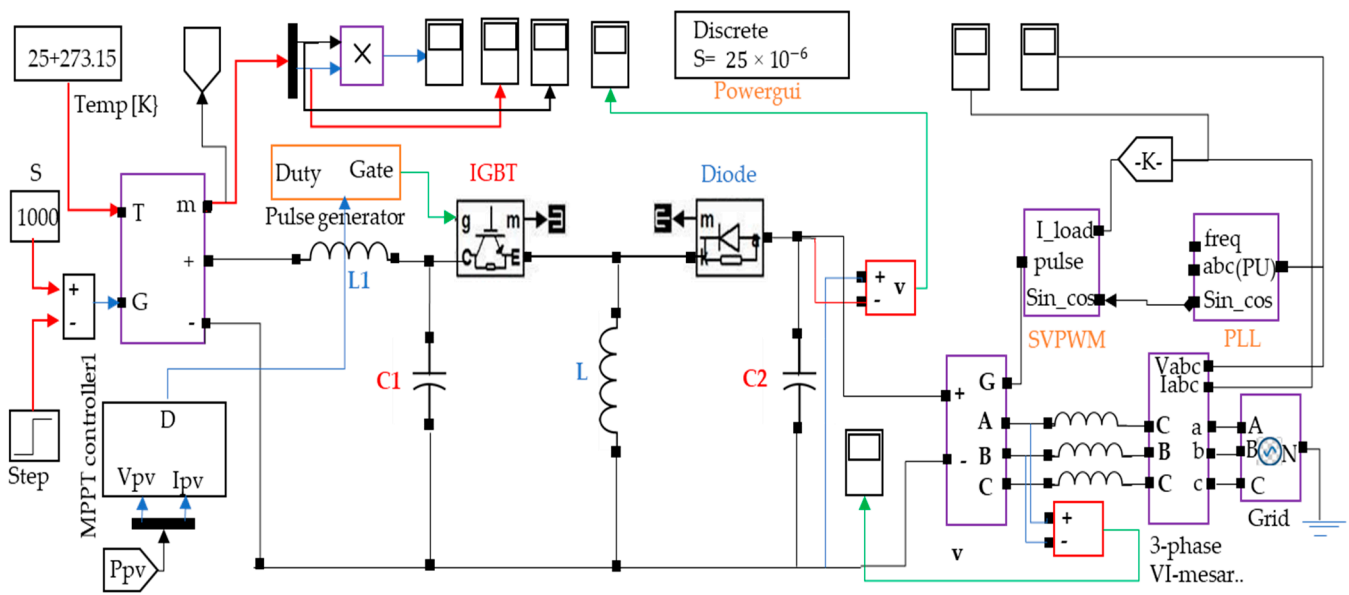 25+273.15
Temp [K}
X
Discrete
S= 25 × 10⁻⁶
Powergui
S
1000
T
m
+
G
-
+
-
Step
MPPT controller1
D
Vpv
Ipv
Ppv
Duty
Gate
Pulse generator
L1
IGBT
g
m
C
E
C1
L
Diode
m
k
a
C2
+
-
v
-K-
I_load
pulse
Sin_cos
SVPWM
freq
abc(PU)
Sin_cos
PLL
+
-
G
A
B
C
v
+
-
Vabc
Iabc
C
B
C
a
b
c
3-phase
VI-mesar..
A
B
N
C
Grid